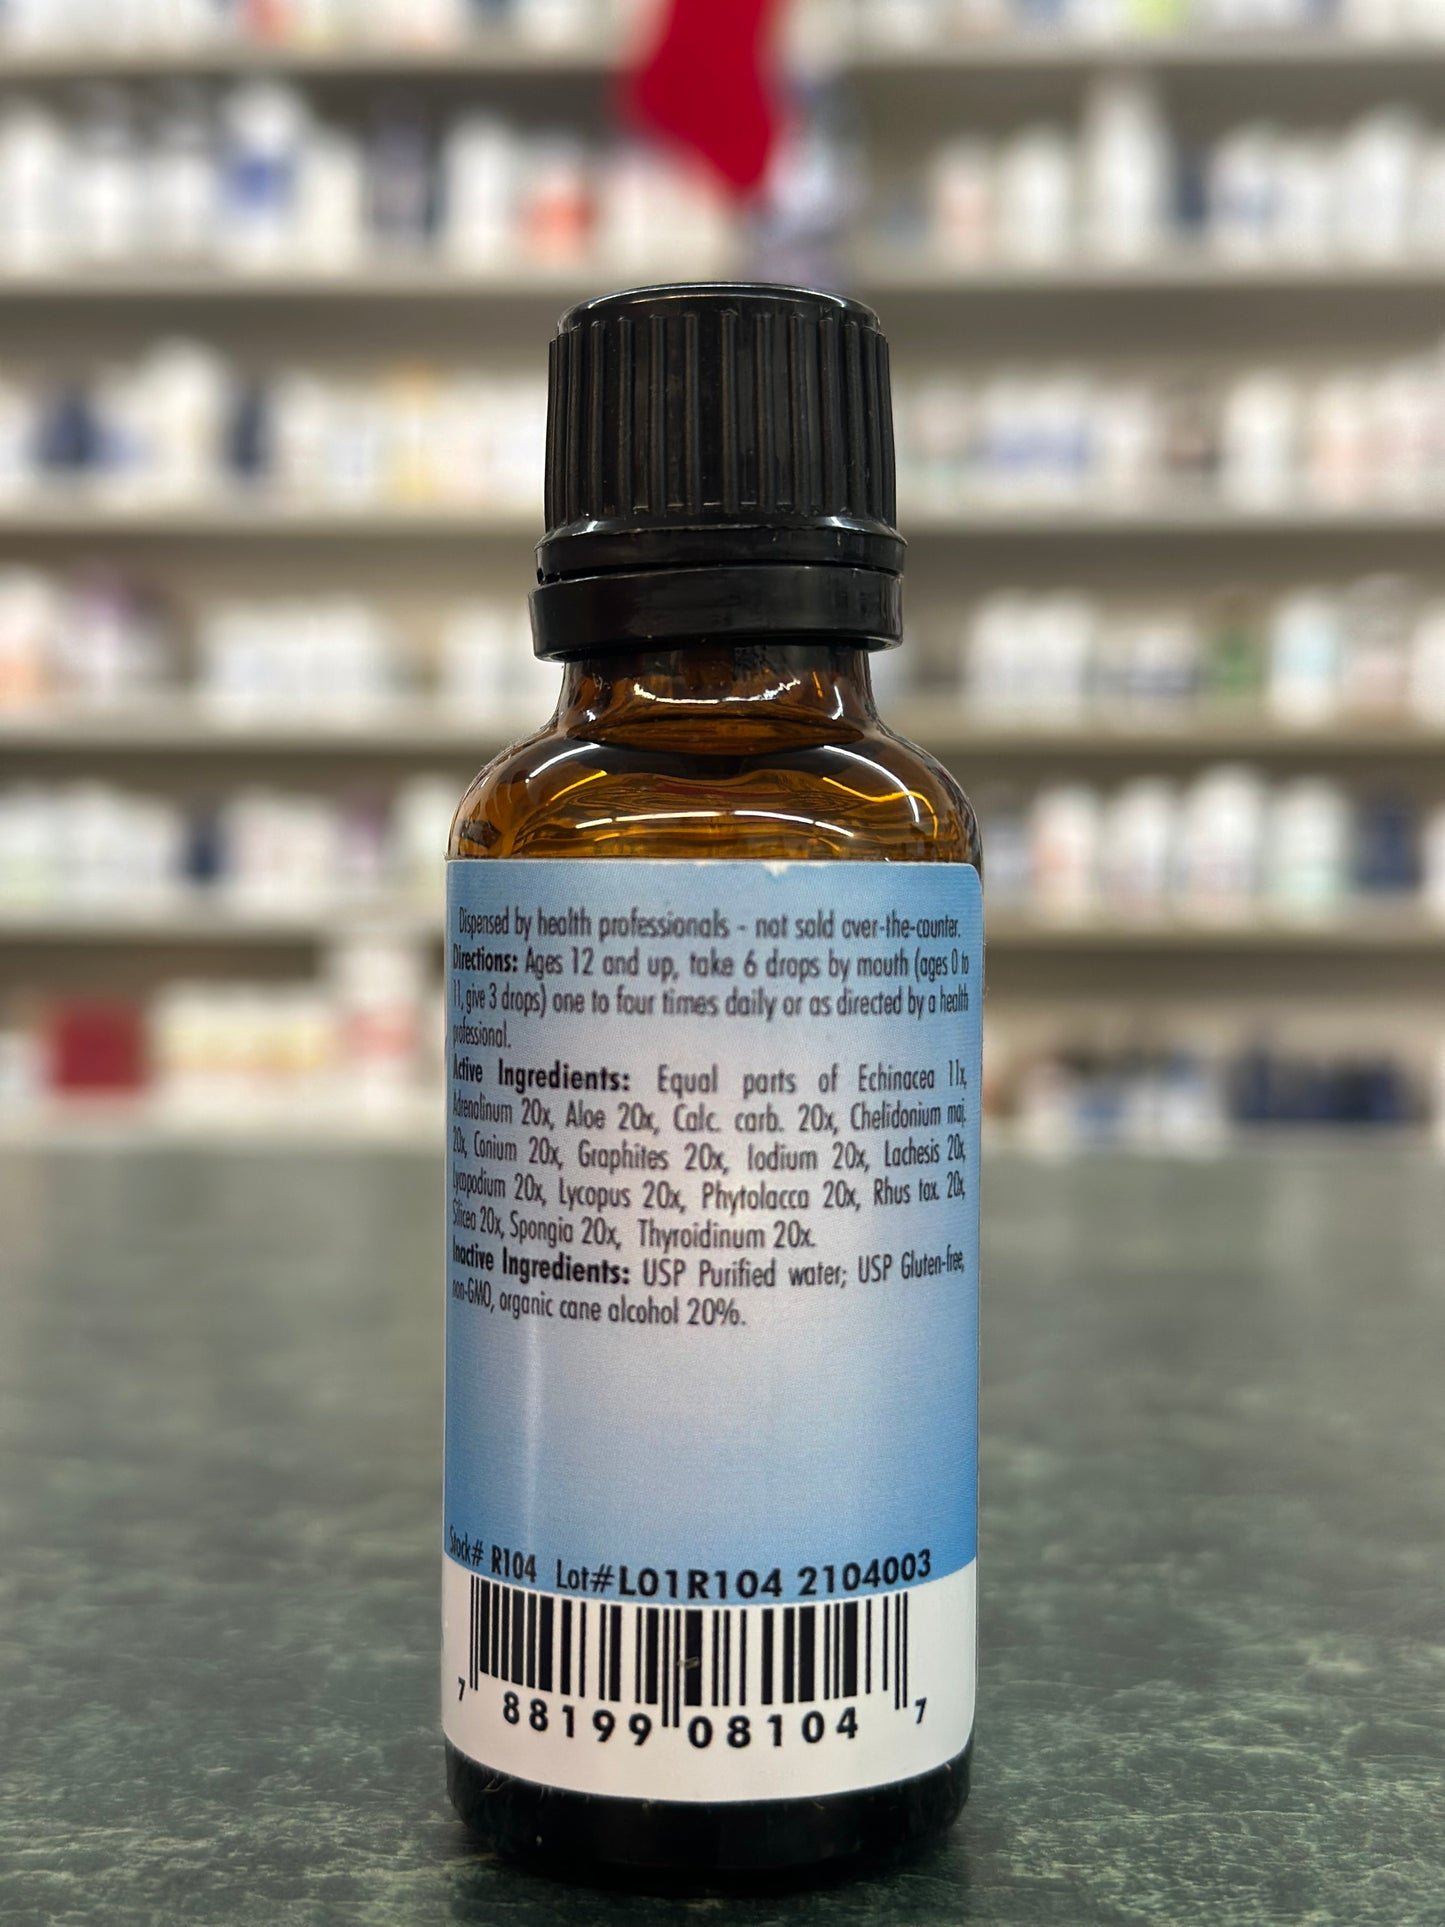 Dispensed by health professionals - not sold over-the-counter.
Directions: Ages 12 and up, take 6 drops by mouth (ages 0 to
11, give 3 drops) one to four times daily or as directed by a health
professional.
Active Ingredients: Equal parts of Echinacea 11x,
Adrenalinum 20x, Aloe 20x, Calc. carb. 20x, Chelidonium maj.
20x, Conium 20x, Graphites 20x, Iodium 20x, Lachesis 20x,
Lycopodium 20x, Lycopus 20x, Phytolacca 20x, Rhus tox. 20x,
Silicea 20x, Spongia 20x, Thyroidinum 20x.
Inactive Ingredients: USP Purified water; USP Gluten-free,
non-GMO, organic cane alcohol 20%.
Stock# R104 Lot#L01R104 2104003
7 88199 08104 7